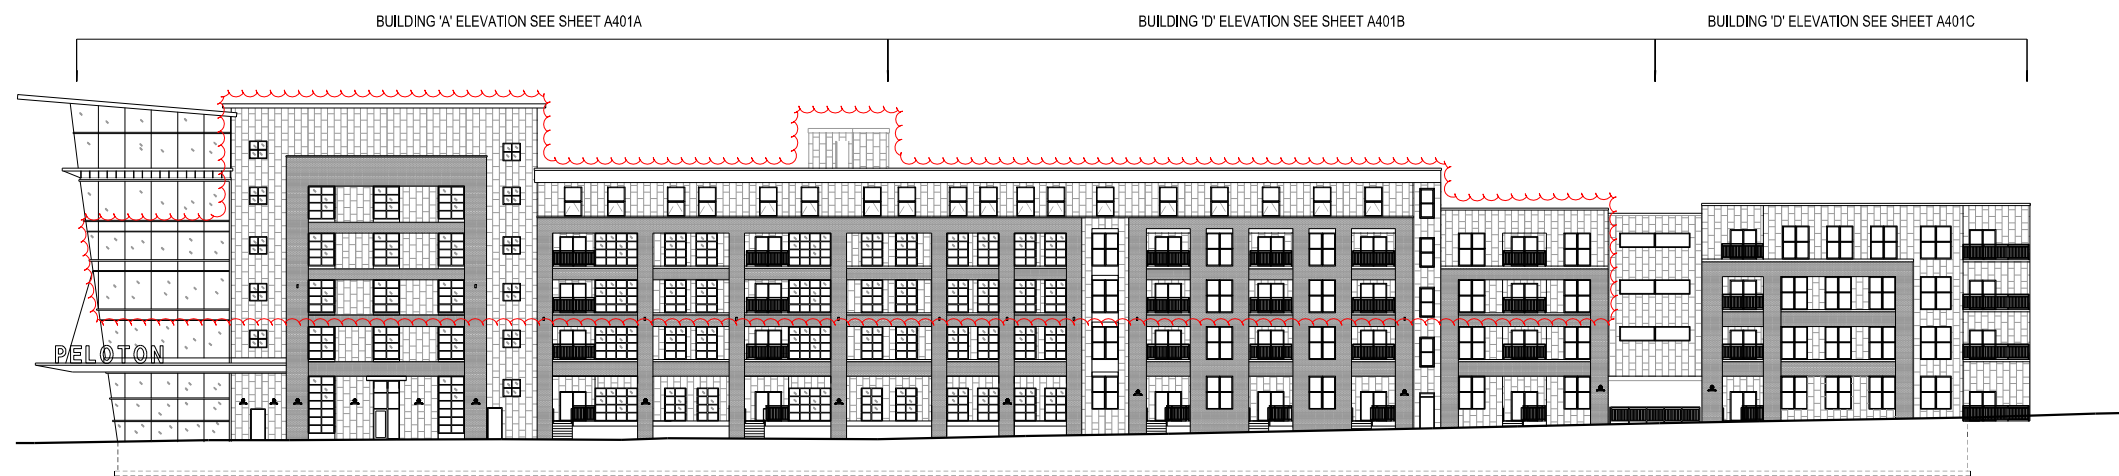 BUILDING 'A' ELEVATION SEE SHEET A401A
BUILDING 'D' ELEVATION SEE SHEET A401B
BUILDING 'D' ELEVATION SEE SHEET A401C
PELOTON